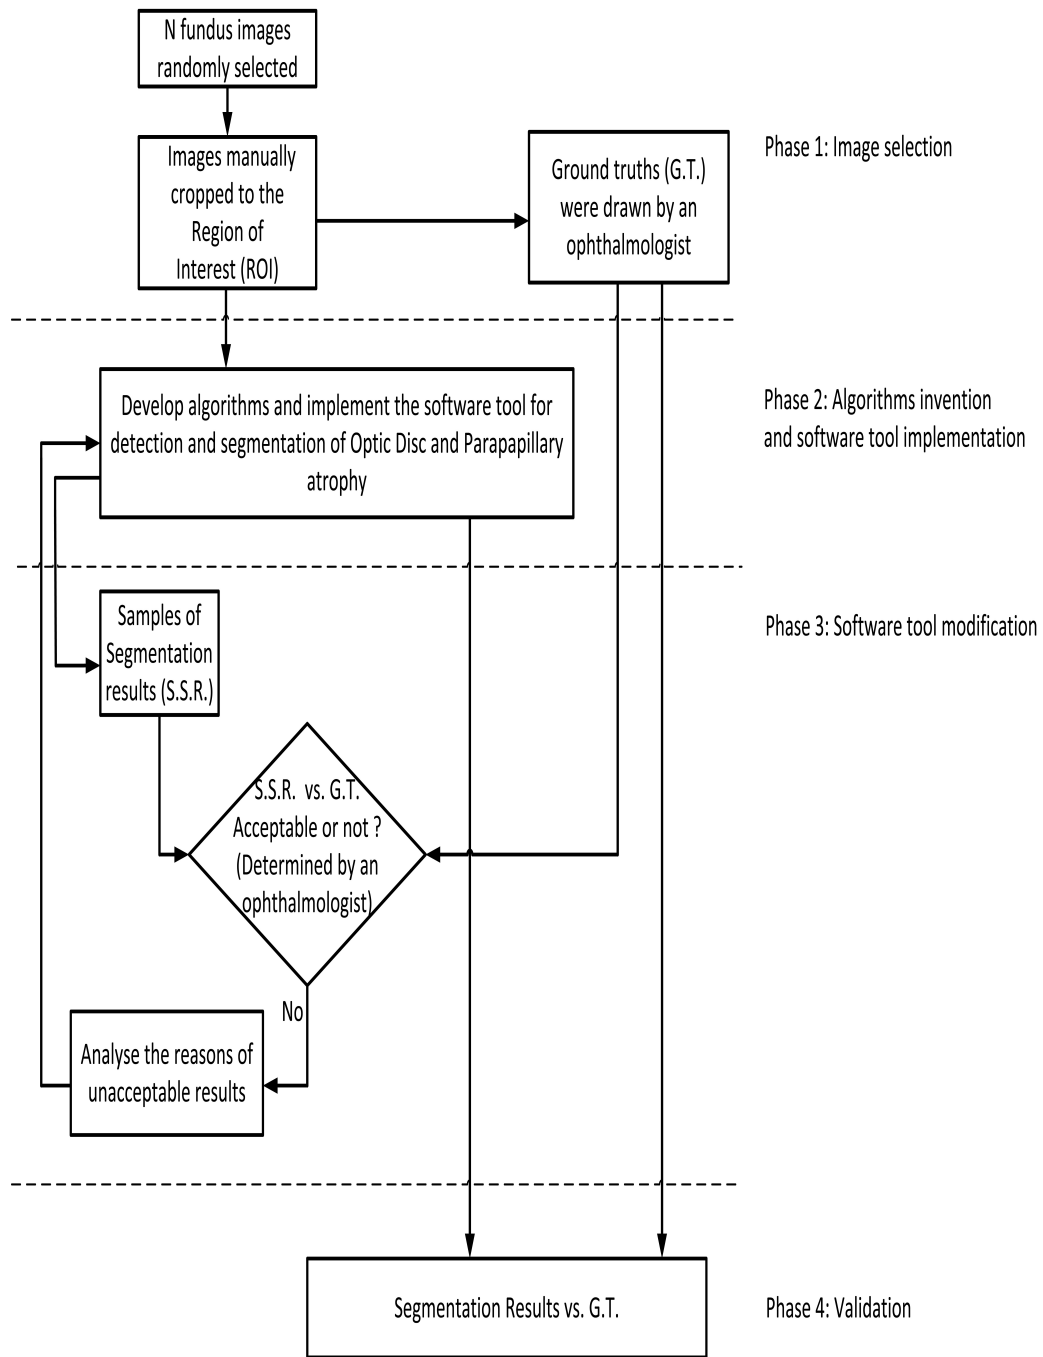 N fundus images
randomly selected
Images manually
cropped to the
Region of
Interest (ROI)
Ground truths (G.T.)
were drawn by an
ophthalmologist
Phase 1: Image selection
Develop algorithms and implement the software tool for
detection and segmentation of Optic Disc and Parapapillary
atrophy
Phase 2: Algorithms invention
and software tool implementation
Samples of
Segmentation
results (S.S.R.)
Phase 3: Software tool modification
S.S.R. vs. G.T.
Acceptable or not ?
(Determined by an
ophthalmologist)
No
Analyse the reasons of
unacceptable results
Segmentation Results vs. G.T.
Phase 4: Validation